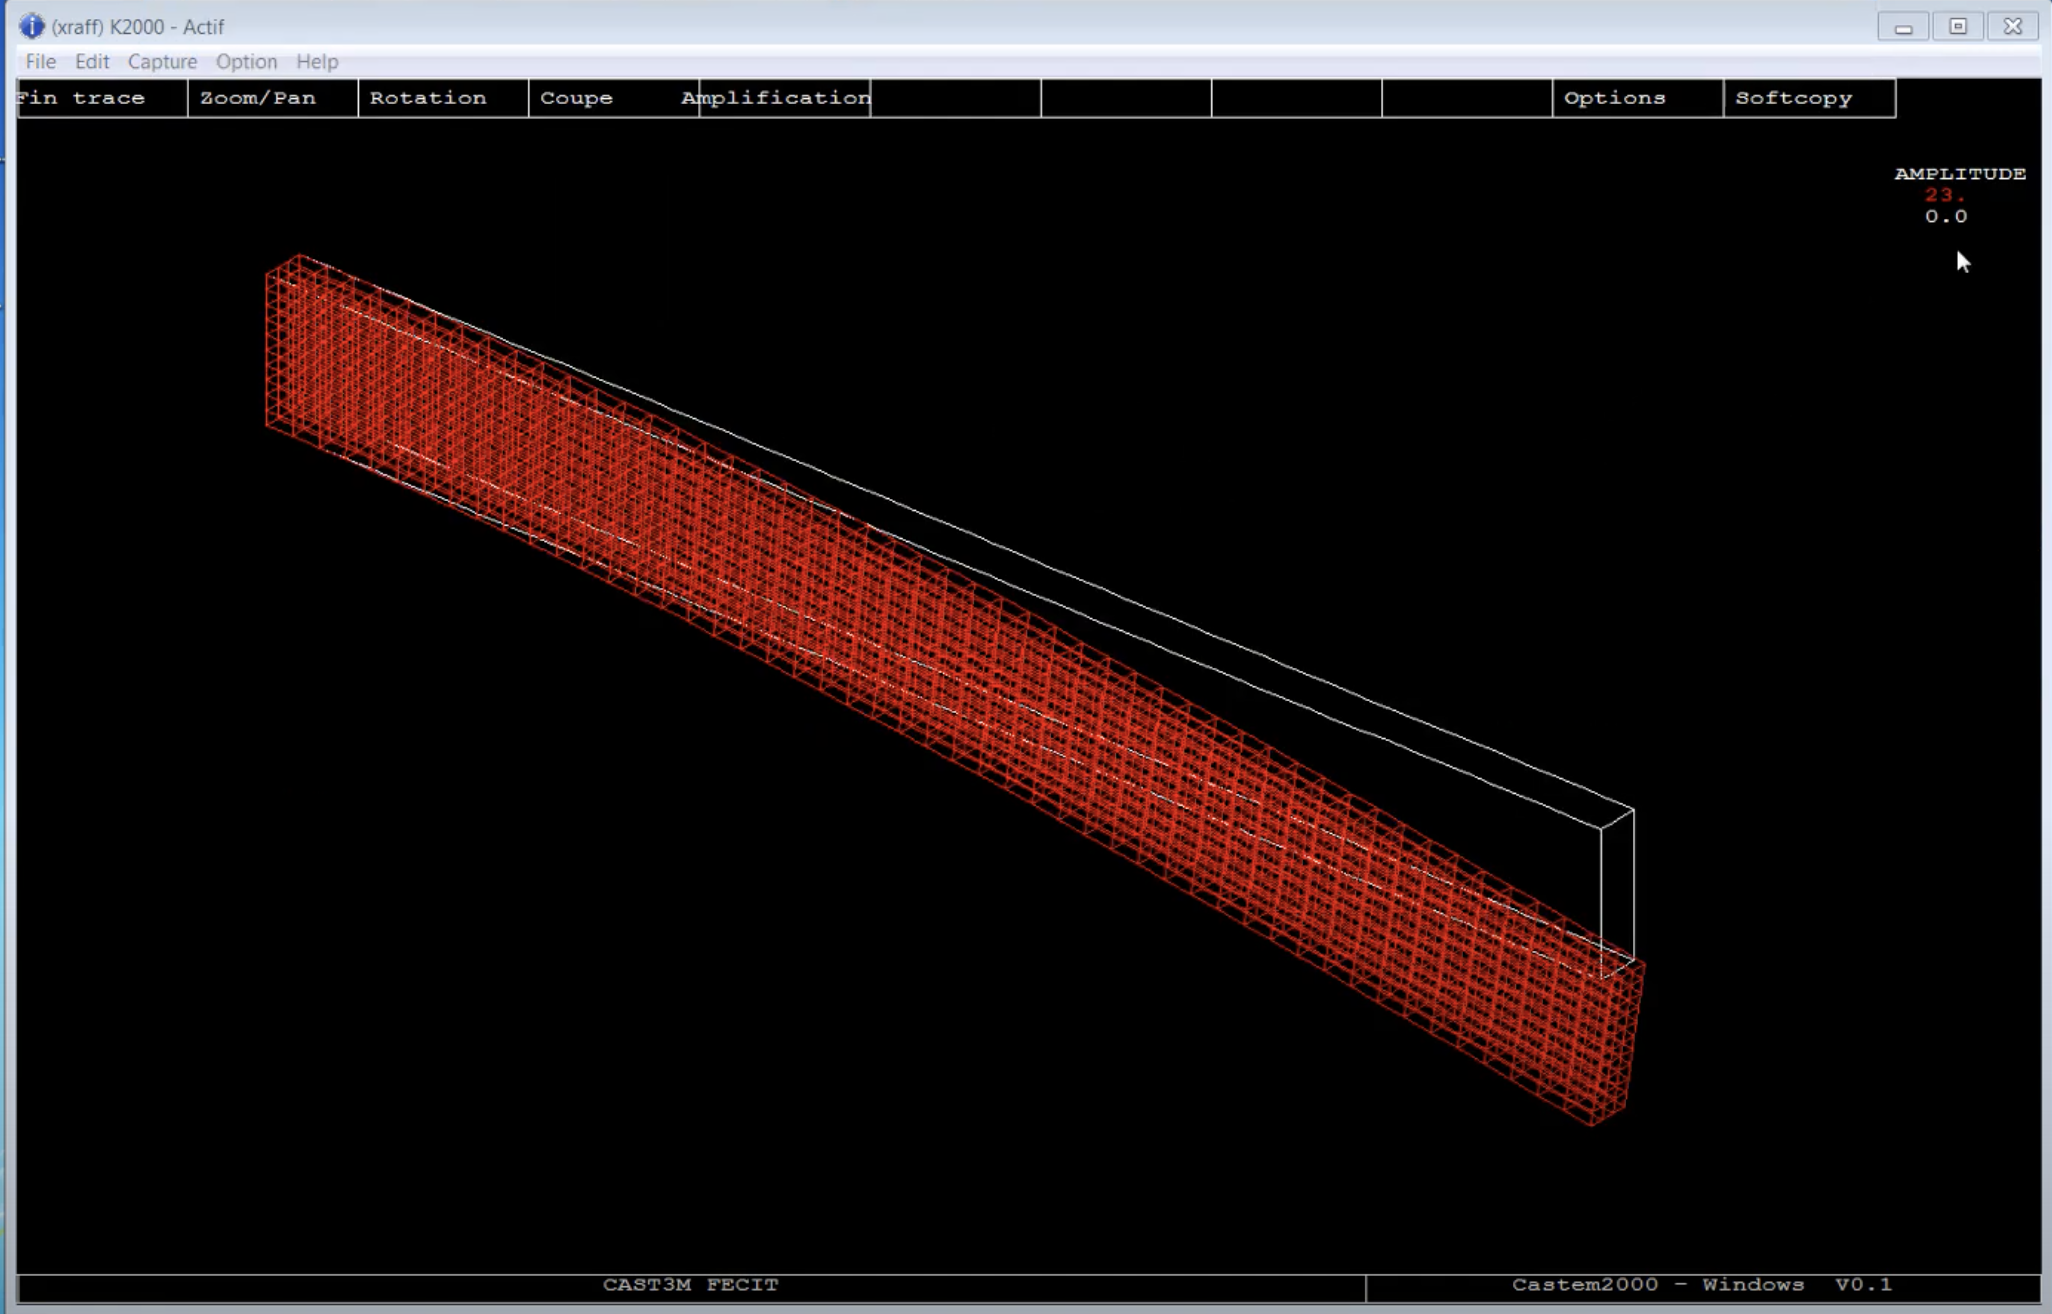 (xraff) K2000 - Actif
File Edit Capture Option Help
Fin trace Zoom/Pan Rotation Coupe Amplification Options Softcopy
AMPLITUDE
23.
0.0
CAST3M FECIT Castem2000 - Windows V0.1